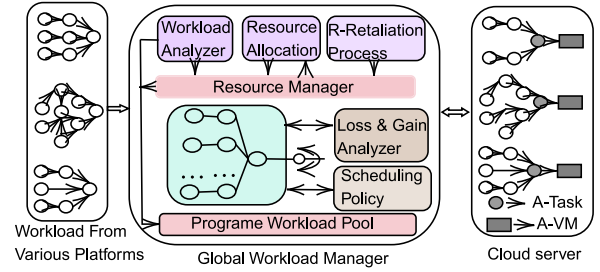 Workload
Analyzer
Resource
Allocation
R-Retaliation
Process
Resource Manager
Loss & Gain
Analyzer
Scheduling
Policy
... ...
Programe Workload Pool
A-Task
A-VM
Workload From
Various Platforms
Global Workload Manager
Cloud server